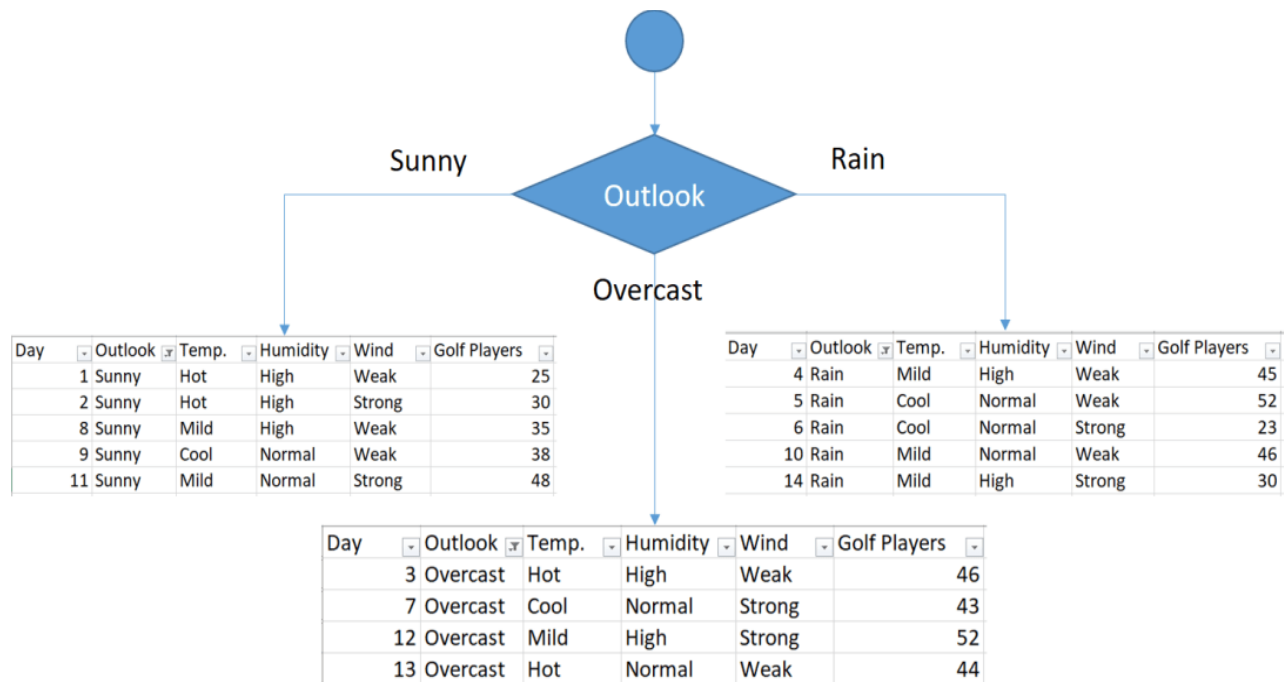 Sunny
Rain
Outlook
Overcast
Day Outlook Temp. Humidity Wind Golf Players
1 Sunny Hot High Weak 25
2 Sunny Hot High Strong 30
8 Sunny Mild High Weak 35
9 Sunny Cool Normal Weak 38
11 Sunny Mild Normal Strong 48
Day Outlook Temp. Humidity Wind Golf Players
4 Rain Mild High Weak 45
5 Rain Cool Normal Weak 52
6 Rain Cool Normal Strong 23
10 Rain Mild Normal Weak 46
14 Rain Mild High Strong 30
Day Outlook Temp. Humidity Wind Golf Players
3 Overcast Hot High Weak 46
7 Overcast Cool Normal Strong 43
12 Overcast Mild High Strong 52
13 Overcast Hot Normal Weak 44